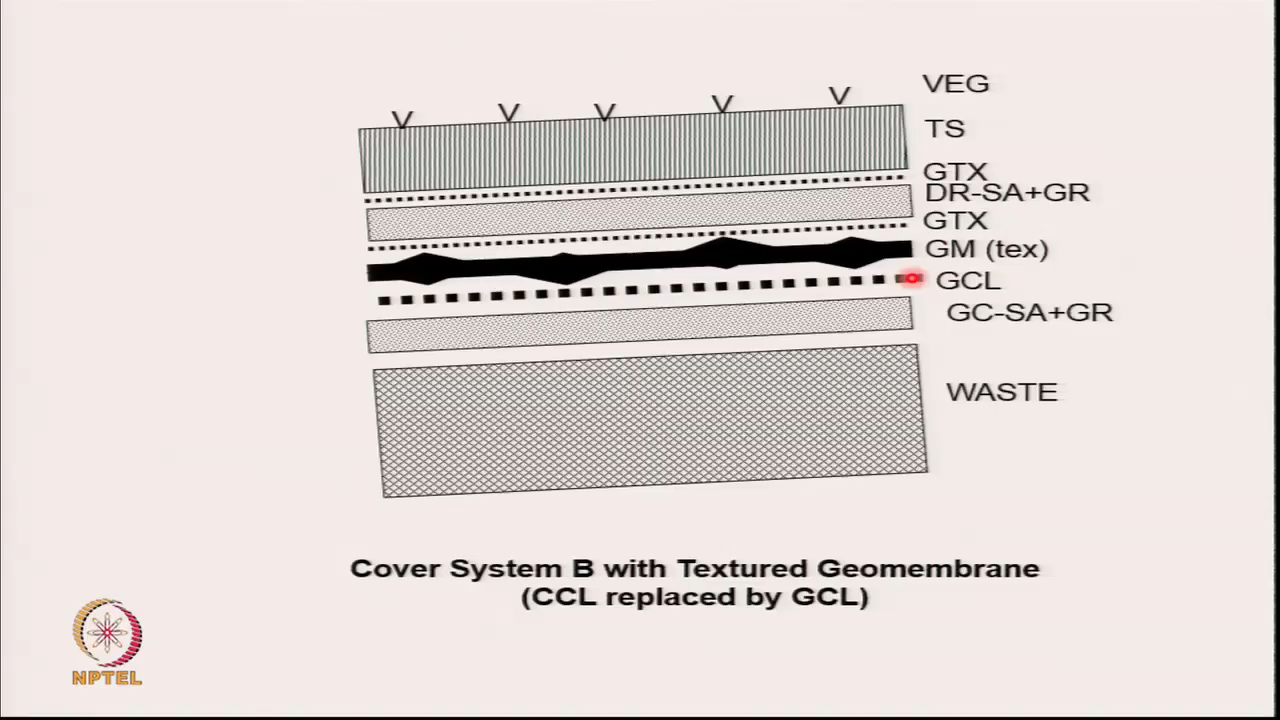 VEG
TS
GTX
DR-SA+GR
GTX
GM (tex)
GCL
GC-SA+GR
WASTE
Cover System B with Textured Geomembrane
(CCL replaced by GCL)
NPTEL